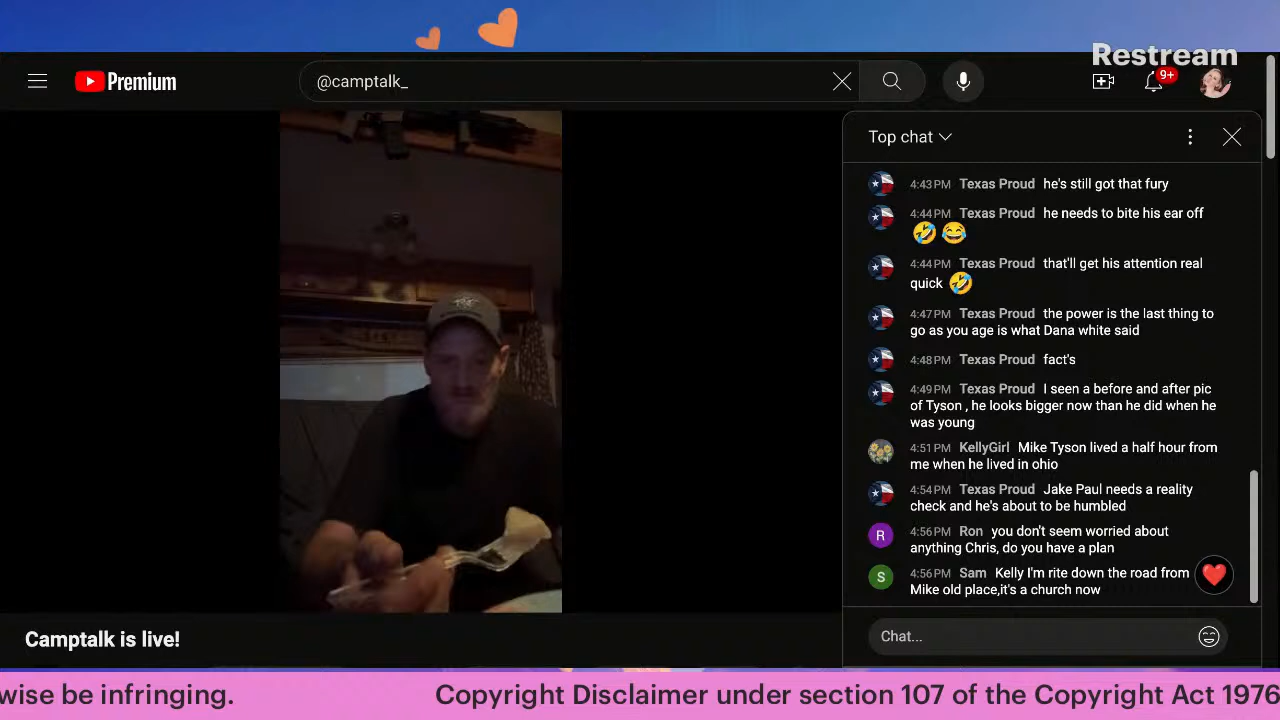 Restream
Premium
@camptalk_
9+
Top chat
4:43 PM Texas Proud he's still got that fury
4:44 PM Texas Proud he needs to bite his ear off
🤣 😂
4:44 PM Texas Proud that'll get his attention real
quick 🤣
4:47 PM Texas Proud the power is the last thing to
go as you age is what Dana white said
4:48 PM Texas Proud fact's
4:49 PM Texas Proud I seen a before and after pic
of Tyson , he looks bigger now than he did when he
was young
4:51 PM KellyGirl Mike Tyson lived a half hour from
me when he lived in ohio
4:54 PM Texas Proud Jake Paul needs a reality
check and he's about to be humbled
R 4:56 PM Ron you don't seem worried about
anything Chris, do you have a plan
S 4:56 PM Sam Kelly I'm rite down the road from
Mike old place,it's a church now
Camptalk is live!
Chat...
wise be infringing. Copyright Disclaimer under section 107 of the Copyright Act 1976